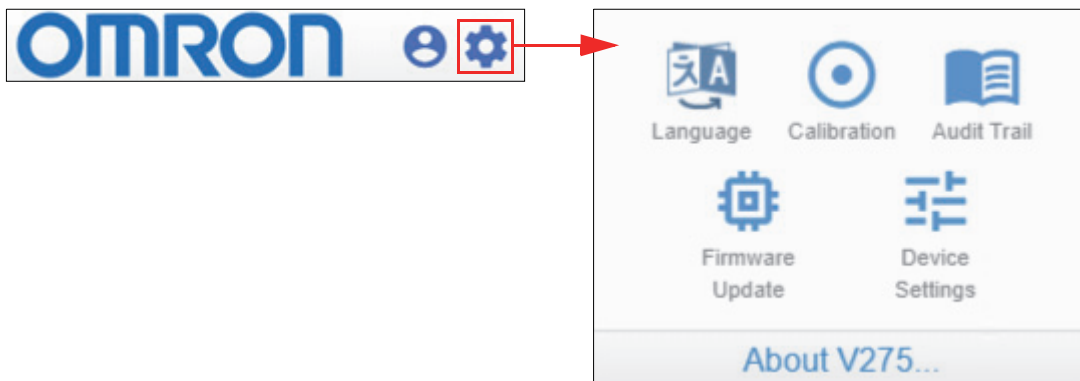 OMRON
Language Calibration Audit Trail
Firmware Device
Update Settings
About V275...